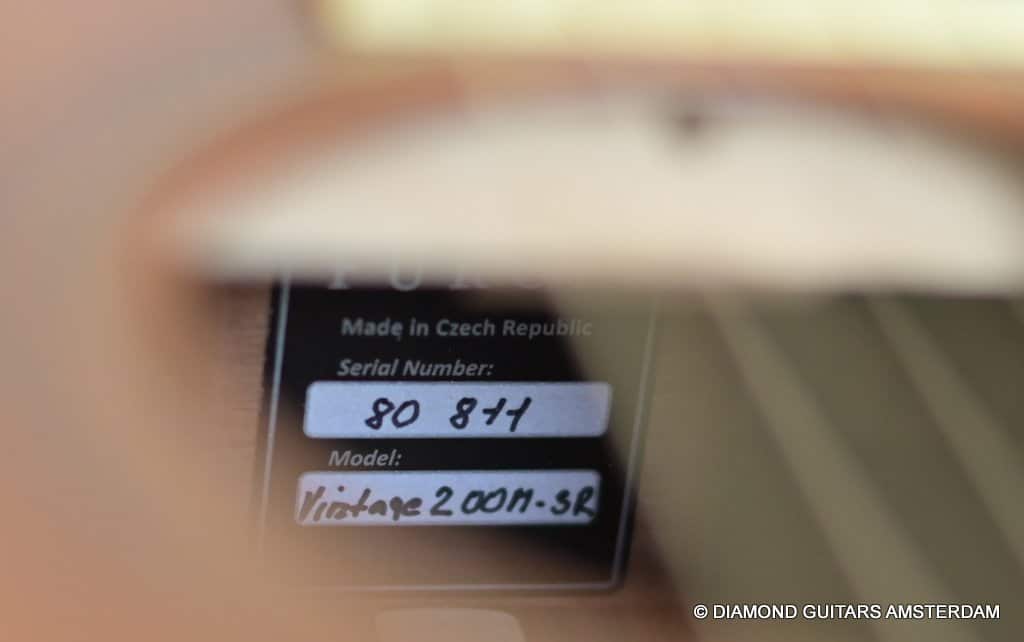 Made in Czech Republic
Serial Number:
80 811
Model:
Vintage 200M-SR
© DIAMOND GUITARS AMSTERDAM